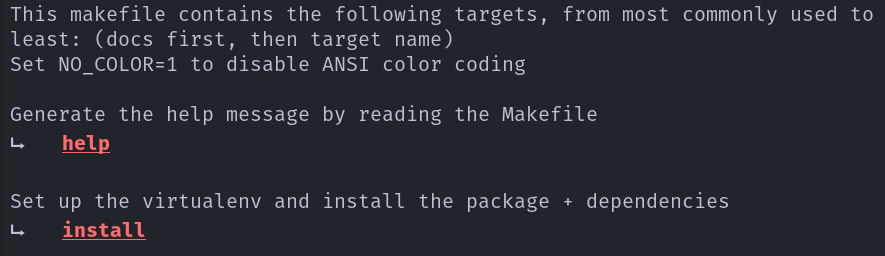 This makefile contains the following targets, from most commonly used to
least: (docs first, then target name)
Set NO_COLOR=1 to disable ANSI color coding
Generate the help message by reading the Makefile
↳ help
Set up the virtualenv and install the package + dependencies
↳ install